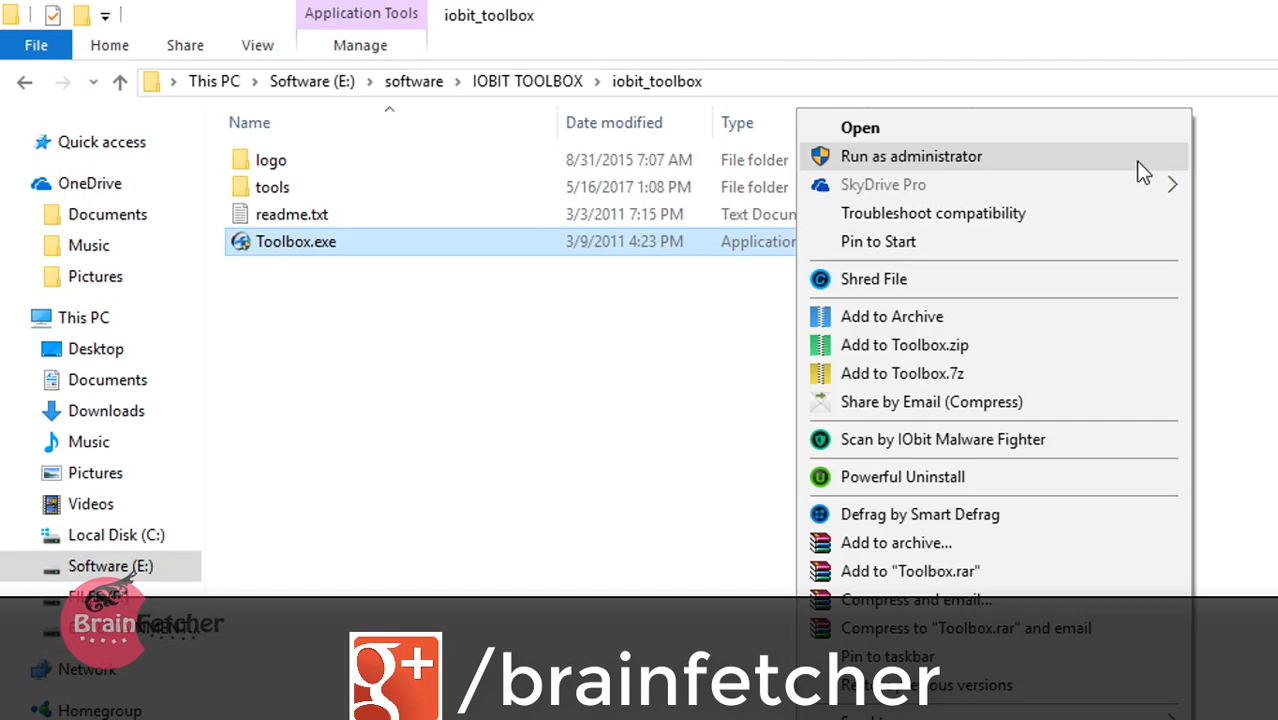 Application Tools
iobit_toolbox
File
Home
Share
View
Manage
This PC > Software (E:) > software > IOBIT TOOLBOX > iobit_toolbox
Quick access
OneDrive
Documents
Music
Pictures
This PC
Desktop
Documents
Downloads
Music
Pictures
Videos
Local Disk (C:)
Software (E:)
Network
Homegroup
Name Date modified Type
logo 8/31/2015 7:07 AM File folder
tools 5/16/2017 1:08 PM File folder
readme.txt 3/3/2011 7:15 PM Text Docun
Toolbox.exe 3/9/2011 4:23 PM Application
Open
Run as administrator
SkyDrive Pro
Troubleshoot compatibility
Pin to Start
Shred File
Add to Archive
Add to Toolbox.zip
Add to Toolbox.7z
Share by Email (Compress)
Scan by IObit Malware Fighter
Powerful Uninstall
Defrag by Smart Defrag
Add to archive...
Add to "Toolbox.rar"
Compress and email...
Compress to "Toolbox.rar" and email
Pin to taskbar
Restore previous versions
BrainFetcher
g+ /brainfetcher